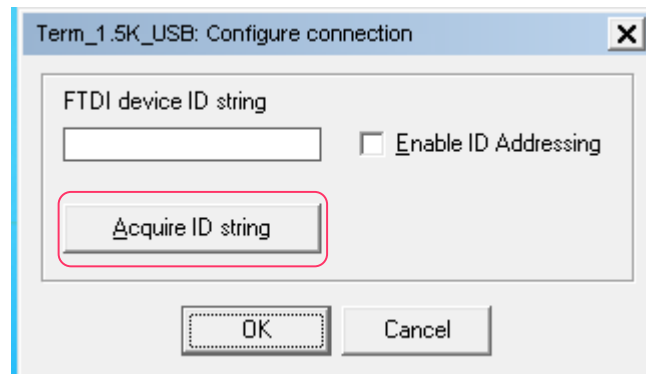 Term_1.5K_USB: Configure connection
FTDI device ID string
Enable ID Addressing
Acquire ID string
OK
Cancel